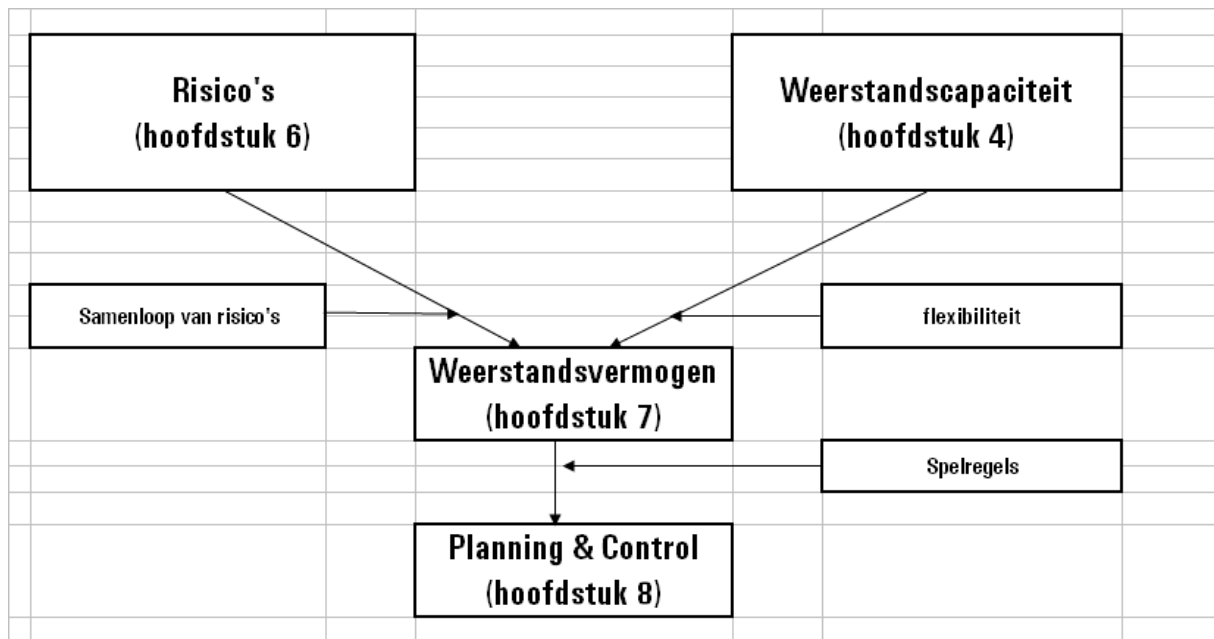 Risico's
(hoofdstuk 6)
Weerstandscapaciteit
(hoofdstuk 4)
Samenloop van risico's
flexibiliteit
Weerstandsvermogen
(hoofdstuk 7)
Spelregels
Planning & Control
(hoofdstuk 8)